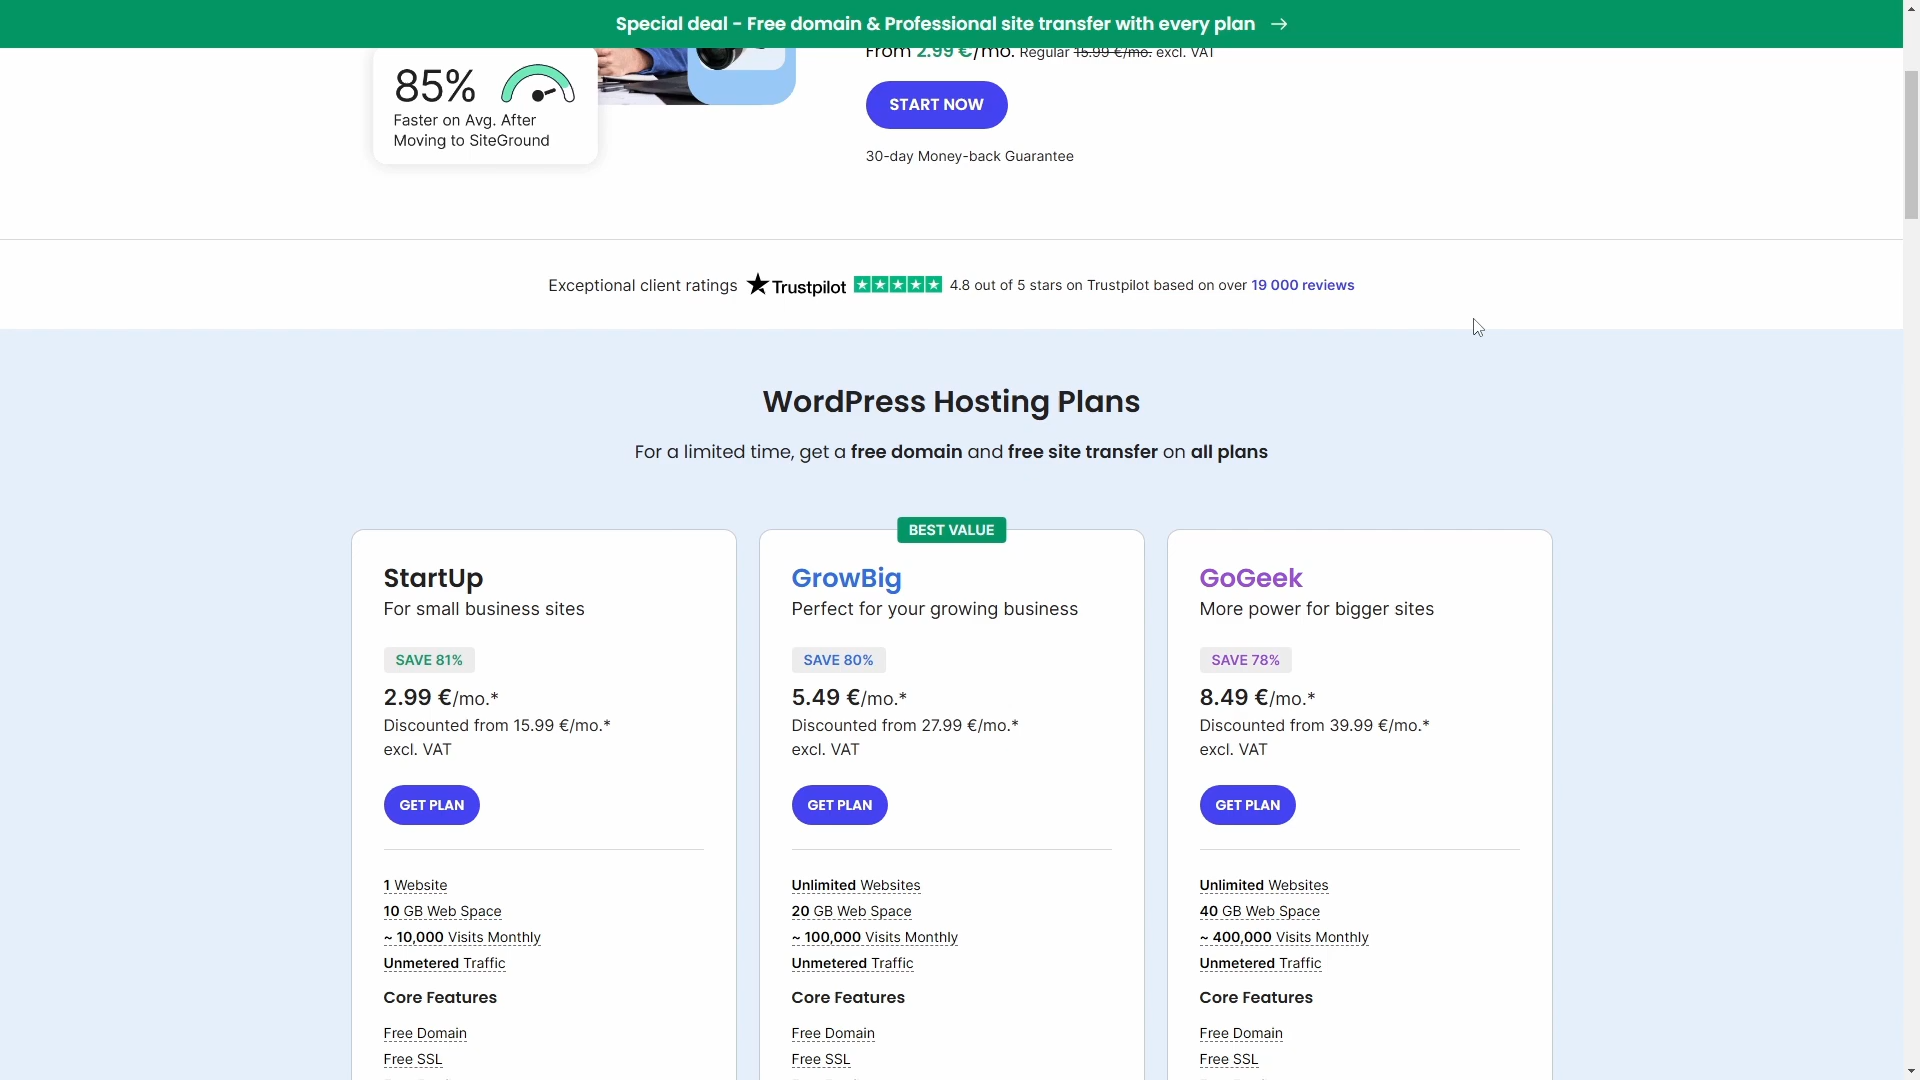 Special deal - Free domain & Professional site transfer with every plan →
85%
Faster on Avg. After
Moving to SiteGround
From 2.99 €/mo. Regular 15.99 €/mo. excl. VAT
START NOW
30-day Money-back Guarantee
Exceptional client ratings ★ Trustpilot 4.8 out of 5 stars on Trustpilot based on over 19 000 reviews
WordPress Hosting Plans
For a limited time, get a free domain and free site transfer on all plans
StartUp
For small business sites
SAVE 81%
2.99 €/mo.*
Discounted from 15.99 €/mo.*
excl. VAT
GET PLAN
1 Website
10 GB Web Space
~ 10,000 Visits Monthly
Unmetered Traffic
Core Features
Free Domain
Free SSL
BEST VALUE
GrowBig
Perfect for your growing business
SAVE 80%
5.49 €/mo.*
Discounted from 27.99 €/mo.*
excl. VAT
GET PLAN
Unlimited Websites
20 GB Web Space
~ 100,000 Visits Monthly
Unmetered Traffic
Core Features
Free Domain
Free SSL
GoGeek
More power for bigger sites
SAVE 78%
8.49 €/mo.*
Discounted from 39.99 €/mo.*
excl. VAT
GET PLAN
Unlimited Websites
40 GB Web Space
~ 400,000 Visits Monthly
Unmetered Traffic
Core Features
Free Domain
Free SSL